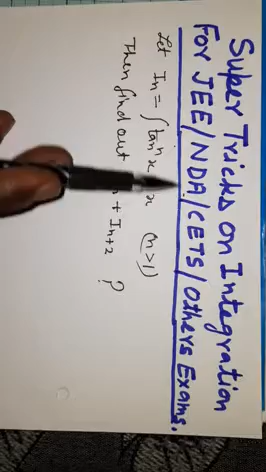 Super Tricks on Integration
For JEE/NDA/CETS/Others Exams.
Let In = ∫ tanⁿx x (n>1)
Then find out + In+2 ?